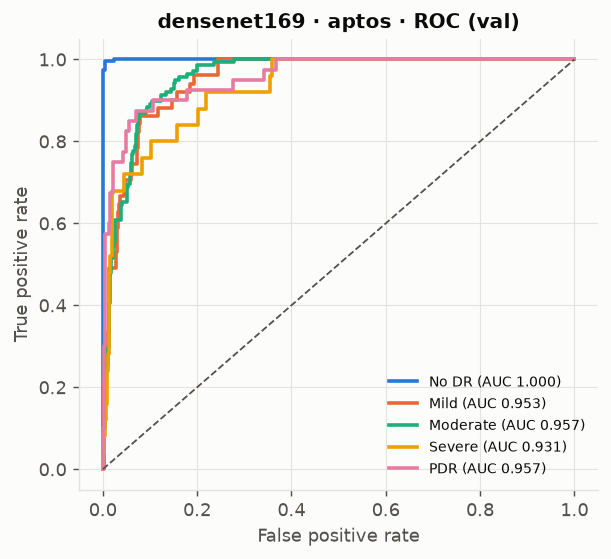 densenet169 · aptos · ROC (val)
1.0
0.8
0.6
0.4
0.2
0.0
True positive rate
No DR (AUC 1.000)
Mild (AUC 0.953)
Moderate (AUC 0.957)
Severe (AUC 0.931)
PDR (AUC 0.957)
0.0 0.2 0.4 0.6 0.8 1.0
False positive rate